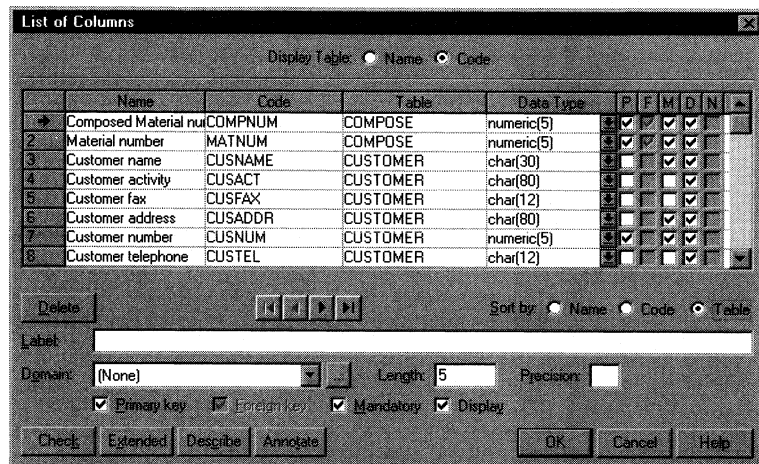 List of Columns
Display Table: Name Code
Name Code Table Data Type P F M D N
Composed Material nu COMPNUM COMPOSE numeric(5)
2 Material number MATNUM COMPOSE numeric(5)
3 Customer name CUSNAME CUSTOMER char(30)
4 Customer activity CUSACT CUSTOMER char(80)
5 Customer fax CUSFAX CUSTOMER char(12)
6 Customer address CUSADDR CUSTOMER char(80)
7 Customer number CUSNUM CUSTOMER numeric(5)
8 Customer telephone CUSTEL CUSTOMER char(12)
Delete Sort by: Name Code Table
Label:
Domain: (None) ... Length: 5 Precision:
Primary key Foreign key Mandatory Display
Check Extended Describe Annotate OK Cancel Help